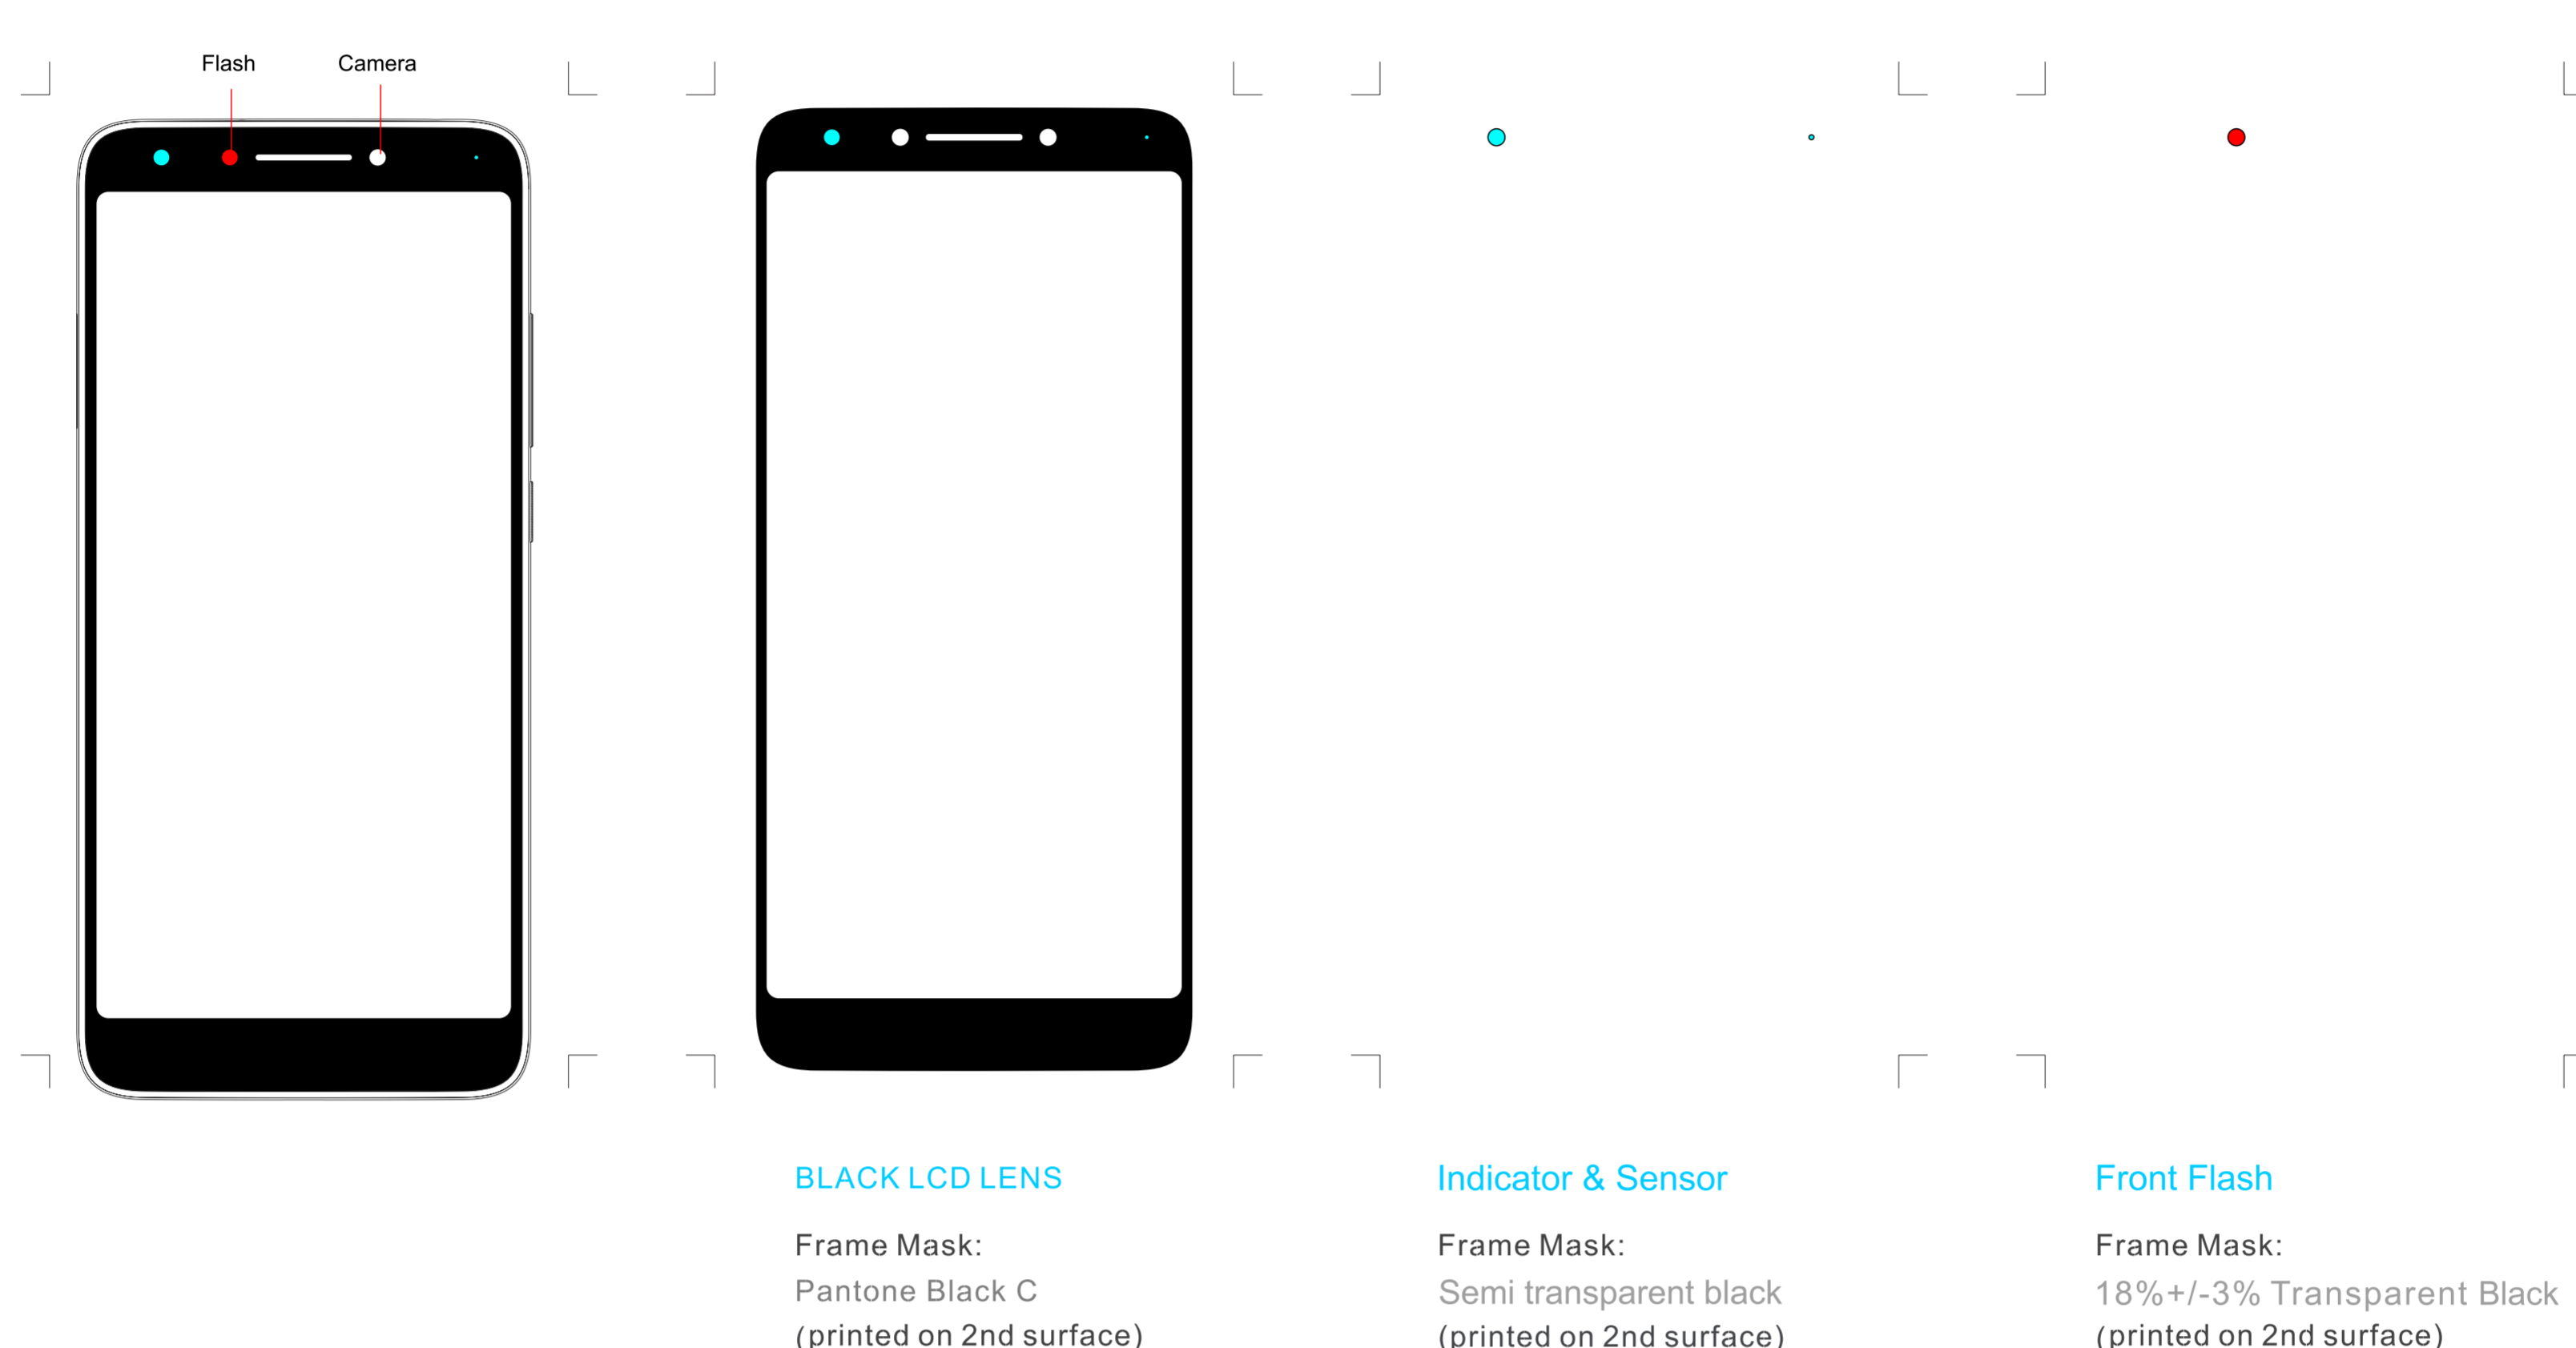 Flash
Camera
BLACK LCD LENS
Frame Mask:
Pantone Black C
(printed on 2nd surface)
Indicator & Sensor
Frame Mask:
Semi transparent black
(printed on 2nd surface)
Front Flash
Frame Mask:
18%+/-3% Transparent Black
(printed on 2nd surface)